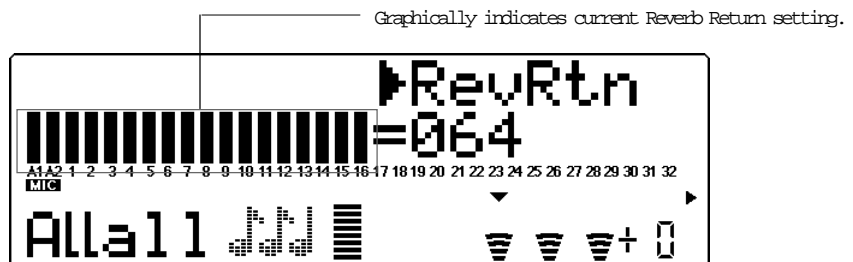 Graphically indicates current Reverb Return setting.
▶RevRtn
=064
A1 A2 1 2 3 4 5 6 7 8 9 10 11 12 13 14 15 16 17 18 19 20 21 22 23 24 25 26 27 28 29 30 31 32
MIC
Allall + 0